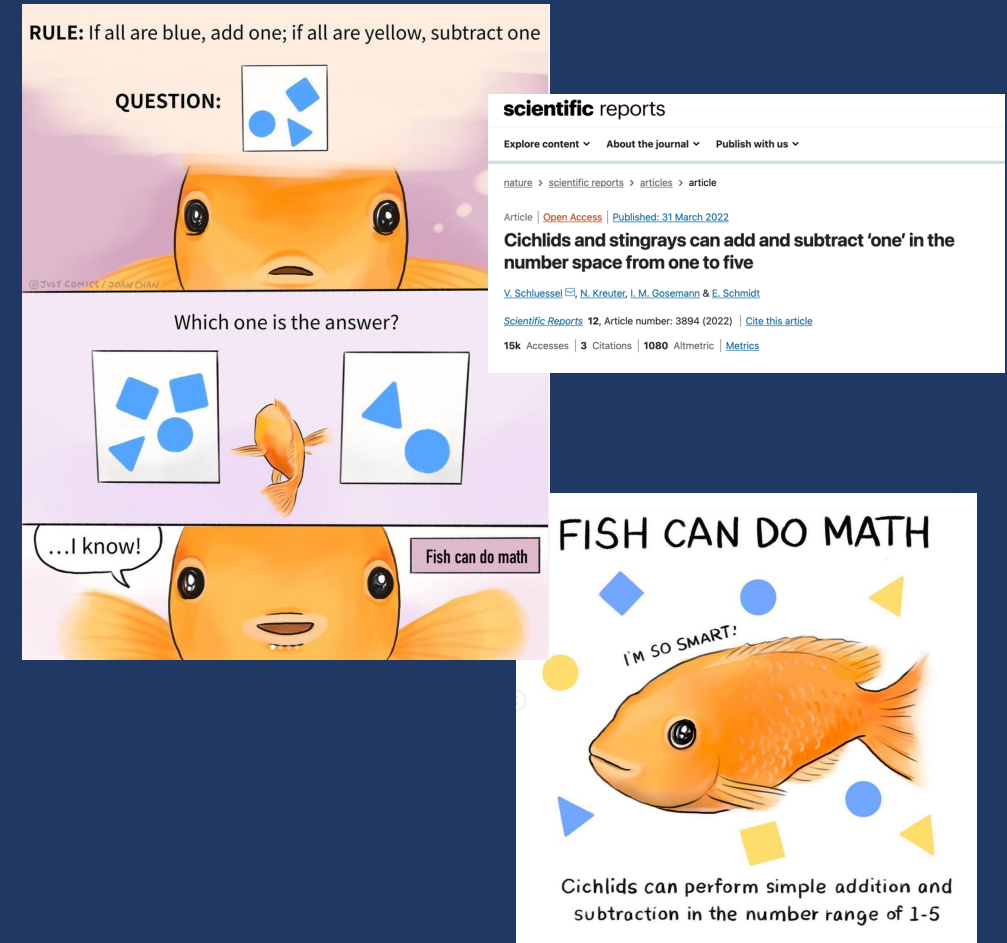 RULE: If all are blue, add one; if all are yellow, subtract one
QUESTION:
JUST COMICS / JOAN CHAN
Which one is the answer?
...I know!
Fish can do math
scientific reports
Explore content
About the journal
Publish with us
nature > scientific reports > articles > article
Article | Open Access | Published: 31 March 2022
Cichlids and stingrays can add and subtract ‘one’ in the
number space from one to five
V. Schluessel, N. Kreuter, I. M. Gosemann & E. Schmidt
Scientific Reports 12, Article number: 3894 (2022) | Cite this article
15k Accesses | 3 Citations | 1080 Altmetric | Metrics
FISH CAN DO MATH
I'M SO SMART!
Cichlids can perform simple addition and
subtraction in the number range of 1-5